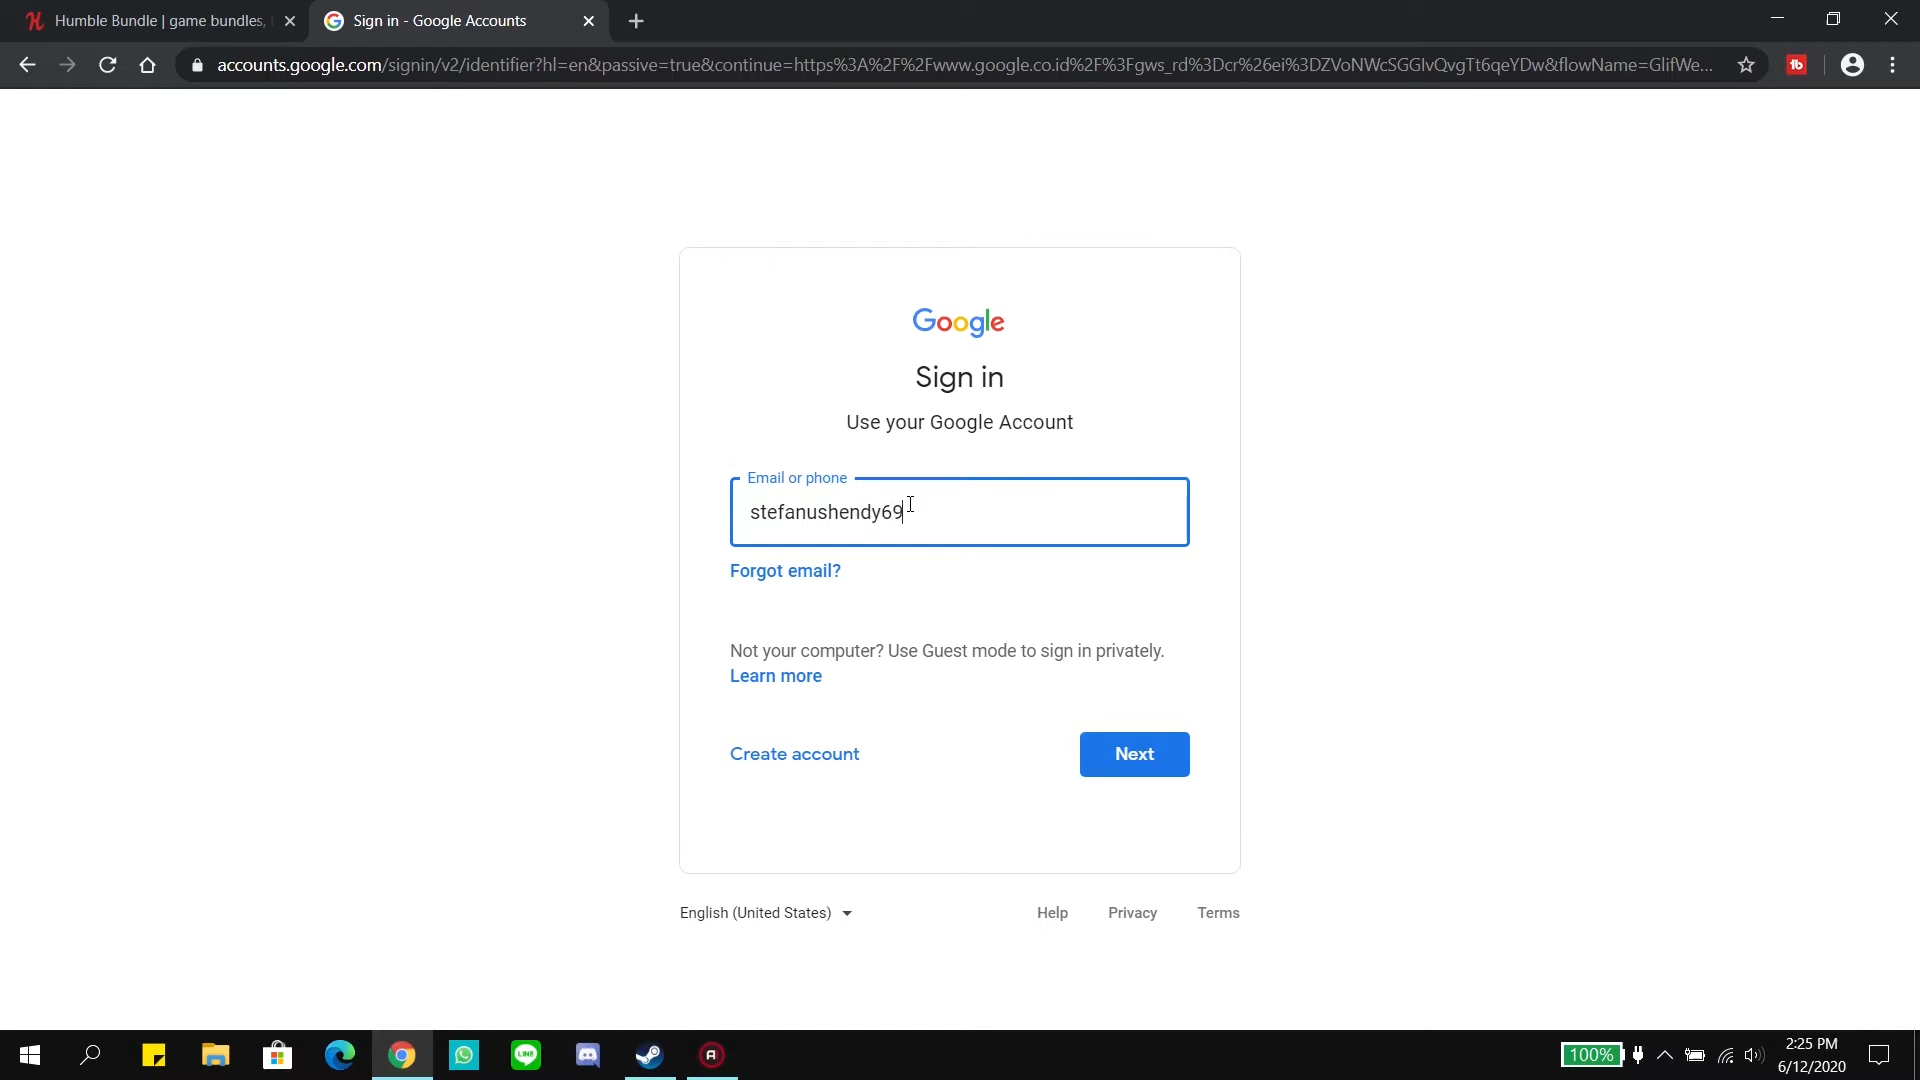 Humble Bundle | game bundles,
Sign in - Google Accounts
accounts.google.com/signin/v2/identifier?hl=en&passive=true&continue=https%3A%2F%2Fwww.google.co.id%2F%3Fgws_rd%3Dcr%26ei%3DZVoNWcSGGIvQvgTt6qeYDw&flowName=GlifWe...
Google
Sign in
Use your Google Account
Email or phone
stefanushendy69
Forgot email?
Not your computer? Use Guest mode to sign in privately.
Learn more
Create account
Next
English (United States)
Help
Privacy
Terms
LINE
100%
2:25 PM
6/12/2020